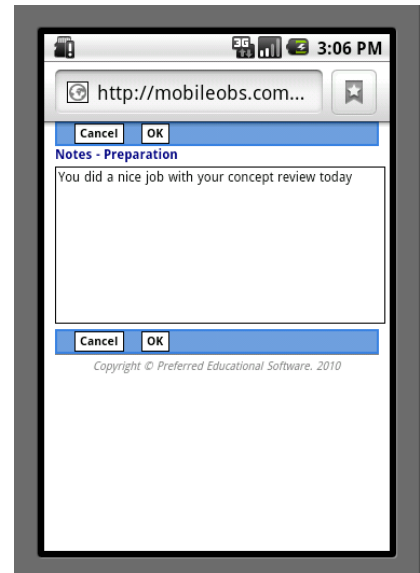 3G 3:06 PM
http://mobileobs.com...
Cancel OK
Notes - Preparation
You did a nice job with your concept review today
Cancel OK
Copyright © Preferred Educational Software. 2010